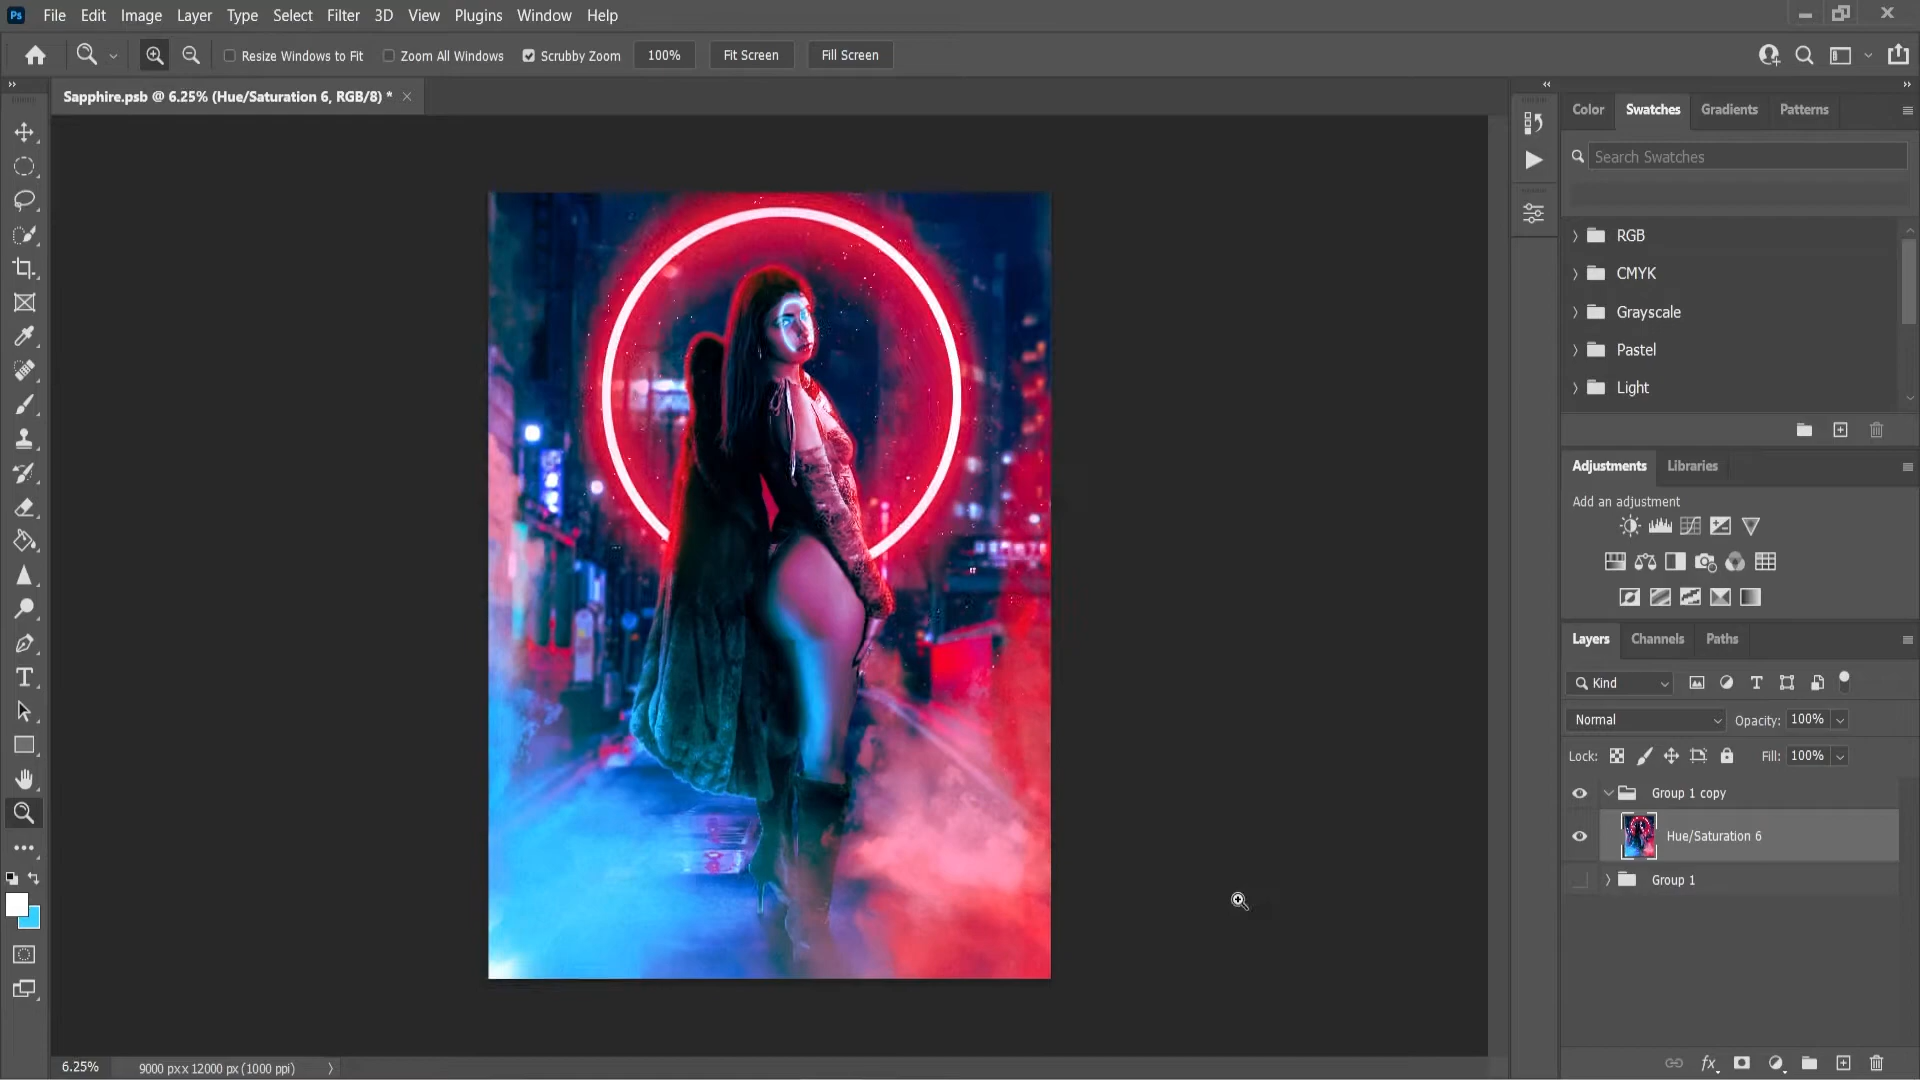 Ps File Edit Image Layer Type Select Filter 3D View Plugins Window Help
Resize Windows to Fit Zoom All Windows Scrubby Zoom 100% Fit Screen Fill Screen
Sapphire.psb @ 6.25% (Hue/Saturation 6, RGB/8) *
Color Swatches Gradients Patterns
Search Swatches
RGB
CMYK
Grayscale
Pastel
Light
Adjustments Libraries
Add an adjustment
Layers Channels Paths
Kind
Normal Opacity: 100%
Lock: Fill: 100%
Group 1 copy
Hue/Saturation 6
Group 1
6.25% 9000 px x 12000 px (1000 ppi)